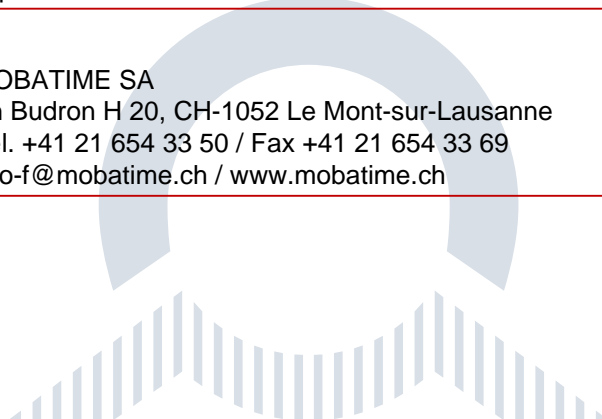 OBATIME SA
Budron H 20, CH-1052 Le Mont-sur-Lausanne
l. +41 21 654 33 50 / Fax +41 21 654 33 69
o-f@mobatime.ch / www.mobatime.ch